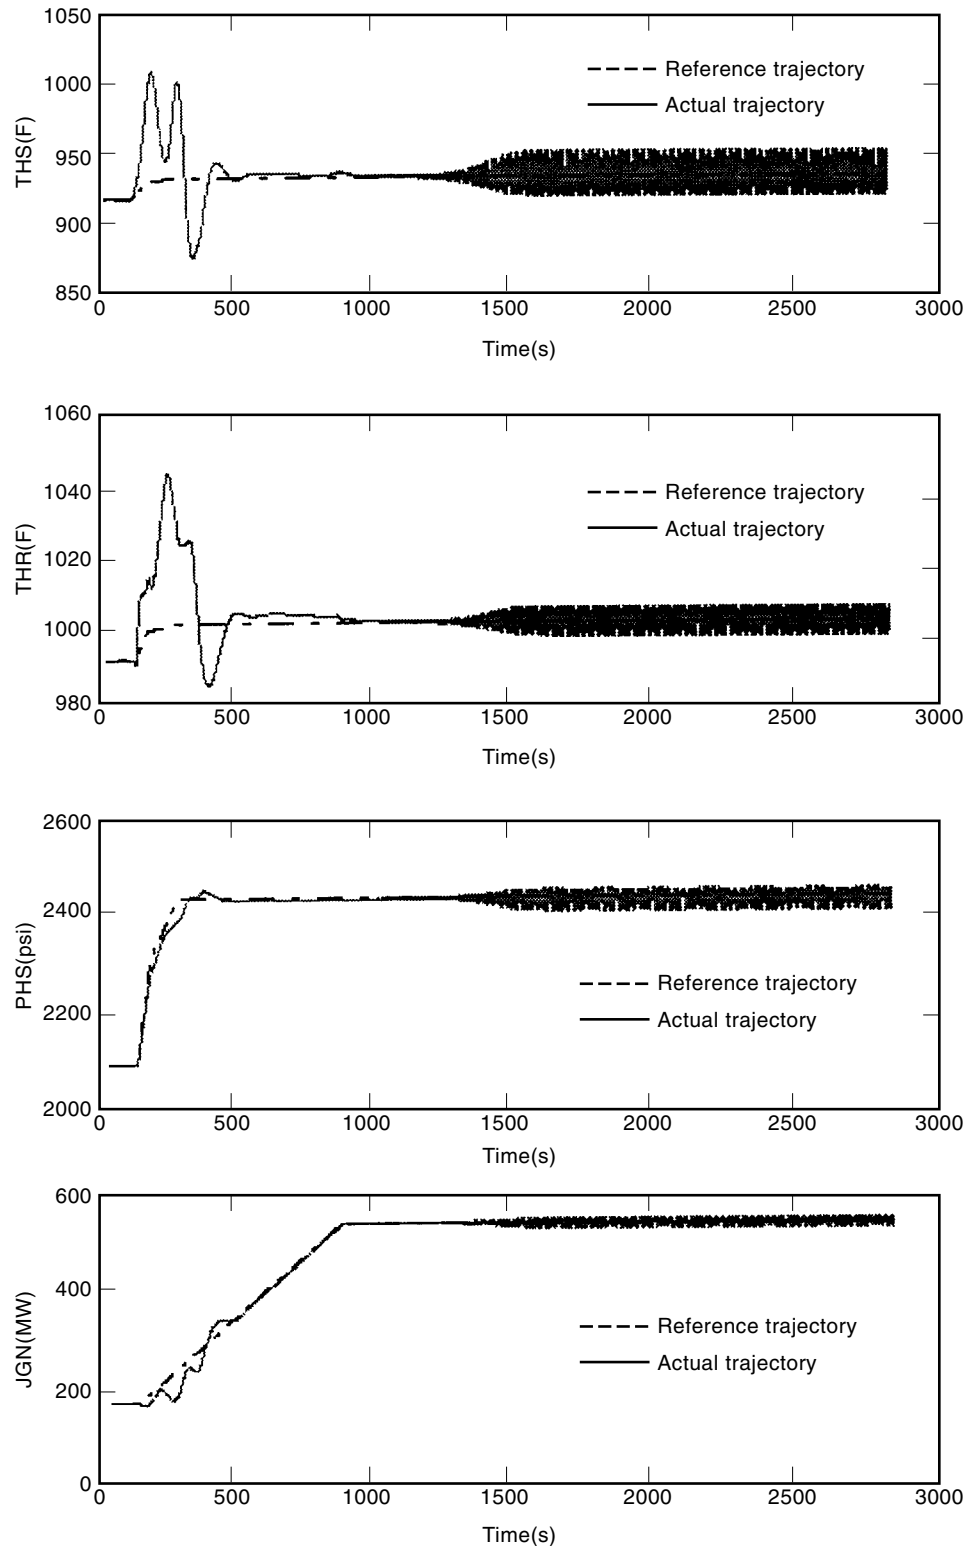 1050
1000
950
900
850
THS(F)
Reference trajectory
Actual trajectory
0 500 1000 1500 2000 2500 3000
Time(s)
1060
1040
1020
1000
980
THR(F)
Reference trajectory
Actual trajectory
0 500 1000 1500 2000 2500 3000
Time(s)
2600
2400
2200
2000
PHS(psi)
Reference trajectory
Actual trajectory
0 500 1000 1500 2000 2500 3000
Time(s)
600
400
200
0
JGN(MW)
Reference trajectory
Actual trajectory
0 500 1000 1500 2000 2500 3000
Time(s)